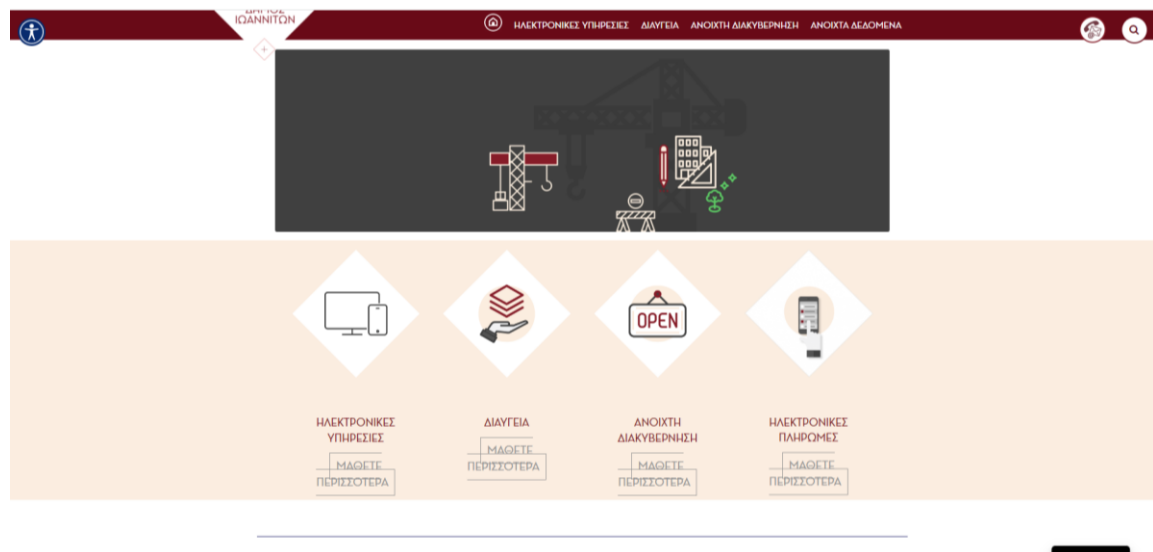 ΔΗΜΟΣ
ΙΩΑΝΝΙΤΩΝ
ΗΛΕΚΤΡΟΝΙΚΕΣ ΥΠΗΡΕΣΙΕΣ ΔΙΑΥΓΕΙΑ ΑΝΟΙΧΤΗ ΔΙΑΚΥΒΕΡΝΗΣΗ ΑΝΟΙΧΤΑ ΔΕΔΟΜΕΝΑ
OPEN
ΗΛΕΚΤΡΟΝΙΚΕΣ
ΥΠΗΡΕΣΙΕΣ
ΜΑΘΕΤΕ
ΠΕΡΙΣΣΟΤΕΡΑ
ΔΙΑΥΓΕΙΑ
ΜΑΘΕΤΕ
ΠΕΡΙΣΣΟΤΕΡΑ
ΑΝΟΙΧΤΗ
ΔΙΑΚΥΒΕΡΝΗΣΗ
ΜΑΘΕΤΕ
ΠΕΡΙΣΣΟΤΕΡΑ
ΗΛΕΚΤΡΟΝΙΚΕΣ
ΠΛΗΡΩΜΕΣ
ΜΑΘΕΤΕ
ΠΕΡΙΣΣΟΤΕΡΑ